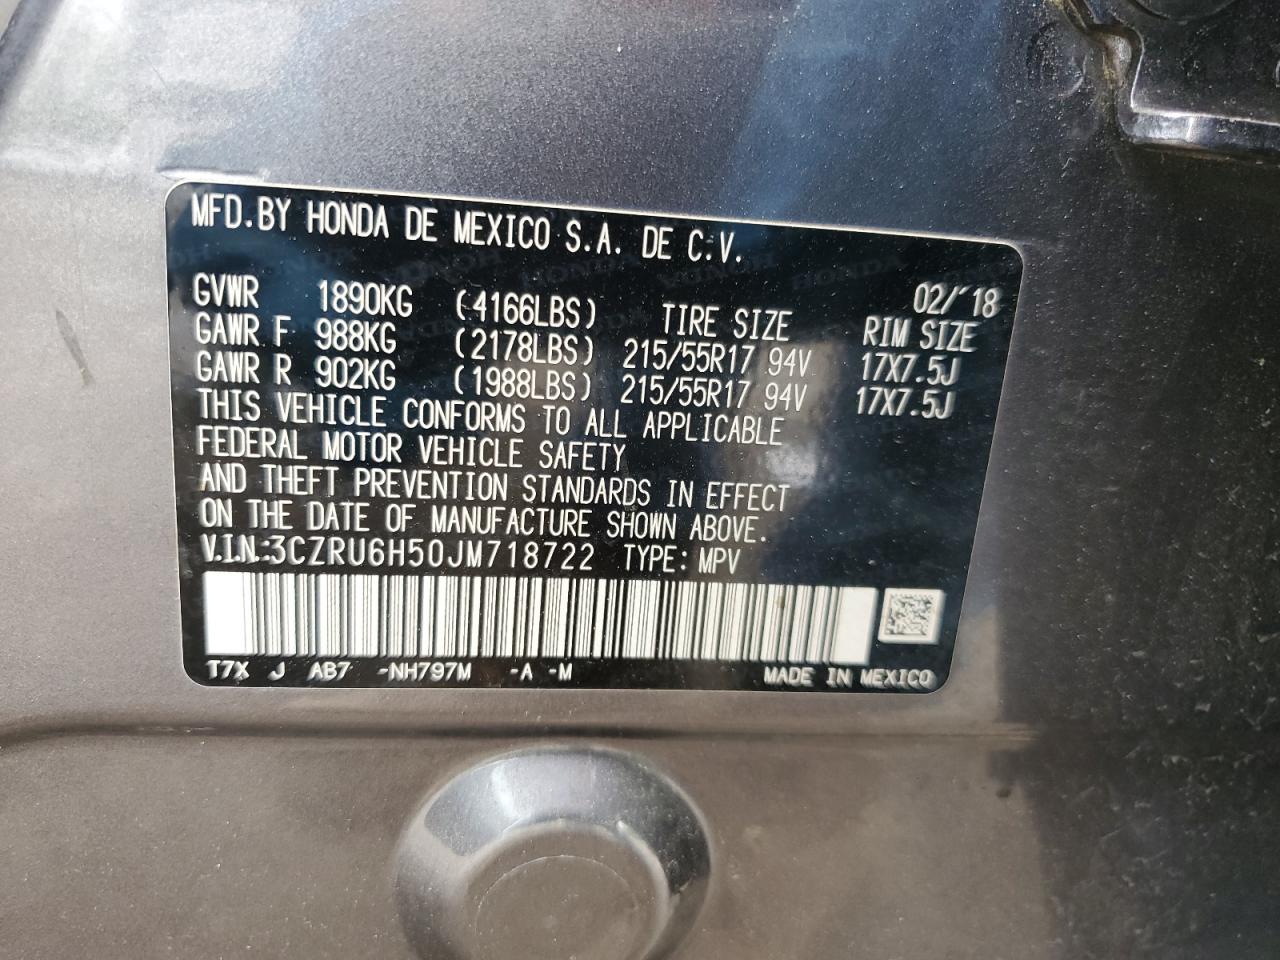 MFD.BY HONDA DE MEXICO S.A. DE C.V.
02/'18
GVWR 1890KG (4166LBS) TIRE SIZE RIM SIZE
GAWR F 988KG (2178LBS) 215/55R17 94V 17X7.5J
GAWR R 902KG (1988LBS) 215/55R17 94V 17X7.5J
THIS VEHICLE CONFORMS TO ALL APPLICABLE
FEDERAL MOTOR VEHICLE SAFETY
AND THEFT PREVENTION STANDARDS IN EFFECT
ON THE DATE OF MANUFACTURE SHOWN ABOVE.
V.I.N.:3CZRU6H50JM718722 TYPE: MPV
T7X J AB7 -NH797M -A -M MADE IN MEXICO